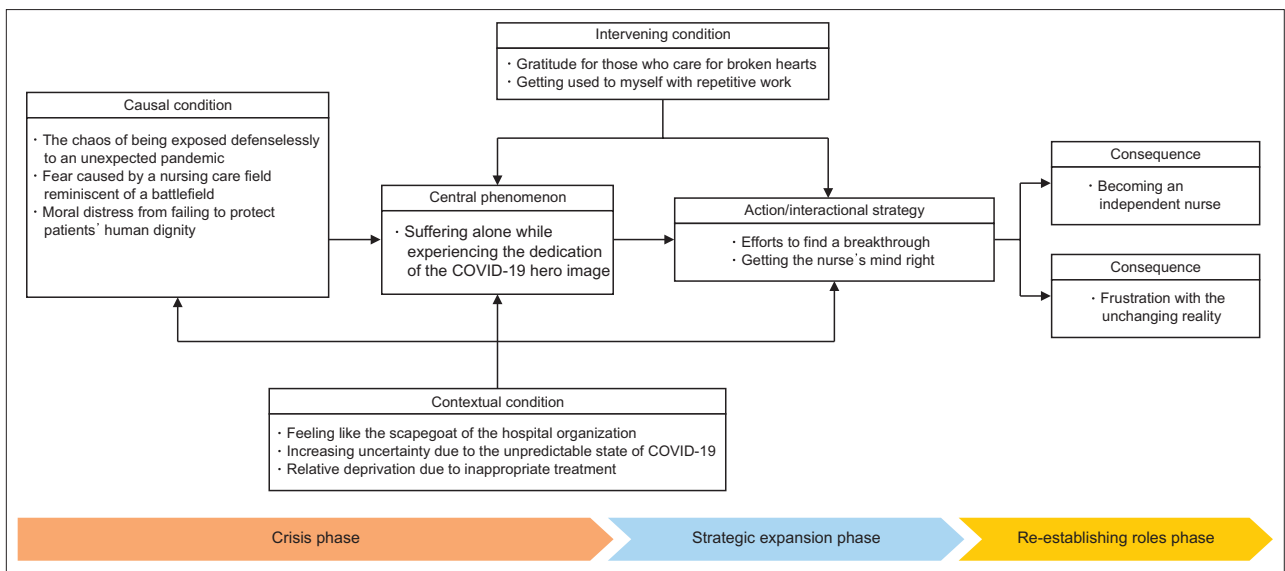 Intervening condition
· Gratitude for those who care for broken hearts
· Getting used to myself with repetitive work
Causal condition
· The chaos of being exposed defenselessly
to an unexpected pandemic
· Fear caused by a nursing care field
reminiscent of a battlefield
· Moral distress from failing to protect
patients' human dignity
Central phenomenon
· Suffering alone while
experiencing the dedication
of the COVID-19 hero image
Action/interactional strategy
· Efforts to find a breakthrough
· Getting the nurse's mind right
Consequence
· Becoming an
independent nurse
Consequence
· Frustration with the
unchanging reality
Contextual condition
· Feeling like the scapegoat of the hospital organization
· Increasing uncertainty due to the unpredictable state of COVID-19
· Relative deprivation due to inappropriate treatment
Crisis phase
Strategic expansion phase
Re-establishing roles phase